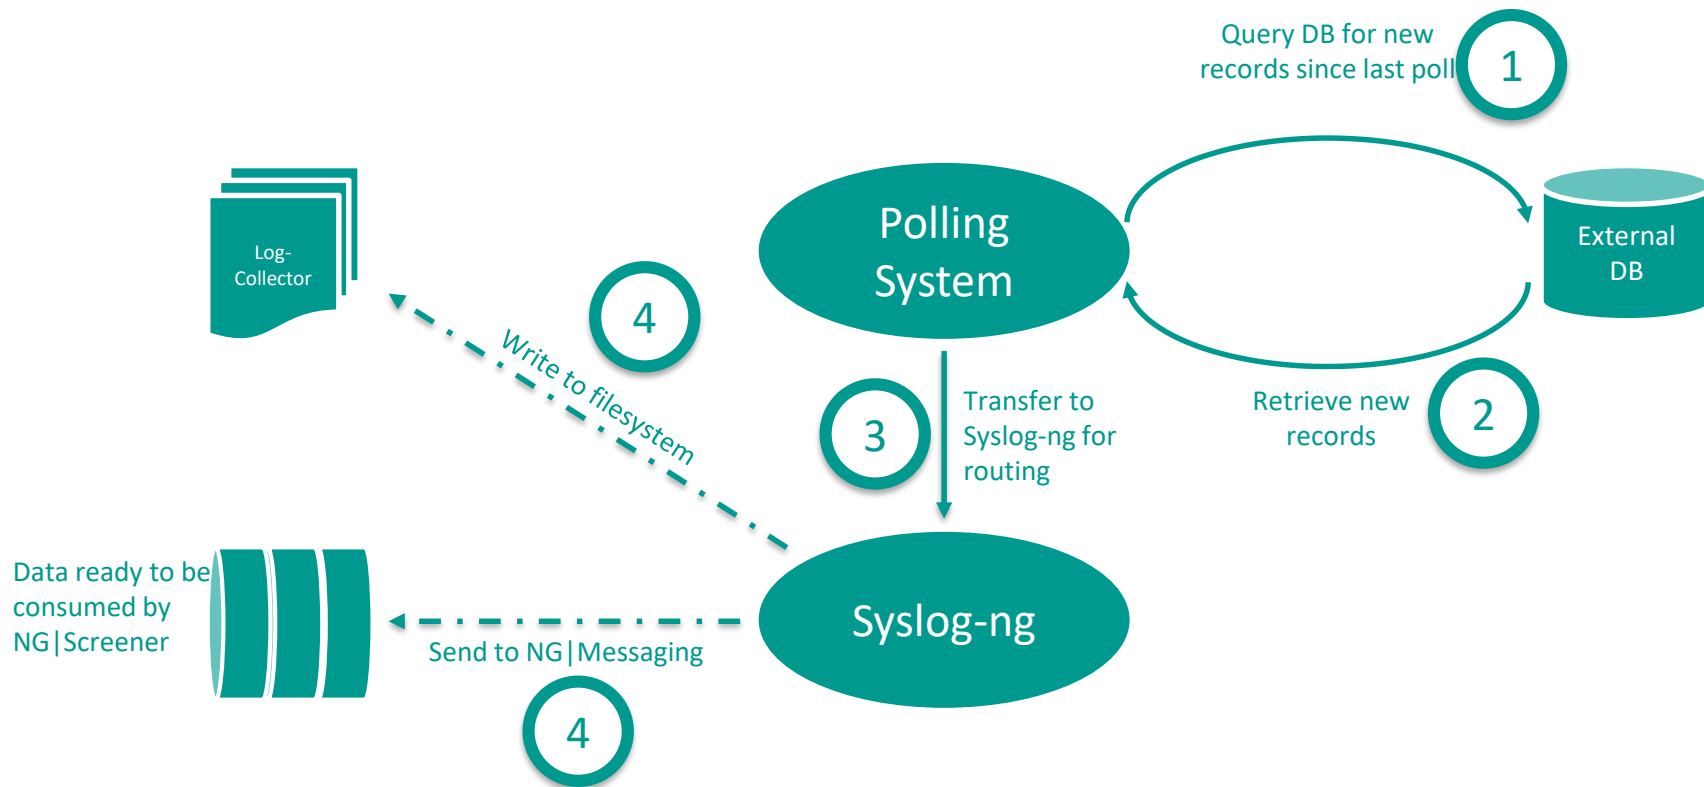 Query DB for new
records since last poll
1
Polling
System
External
DB
Log-
Collector
4
Write to filesystem
3
Transfer to
Syslog-ng for
routing
Retrieve new
records
2
Data ready to be
consumed by
NG|Screener
Send to NG|Messaging
4
Syslog-ng